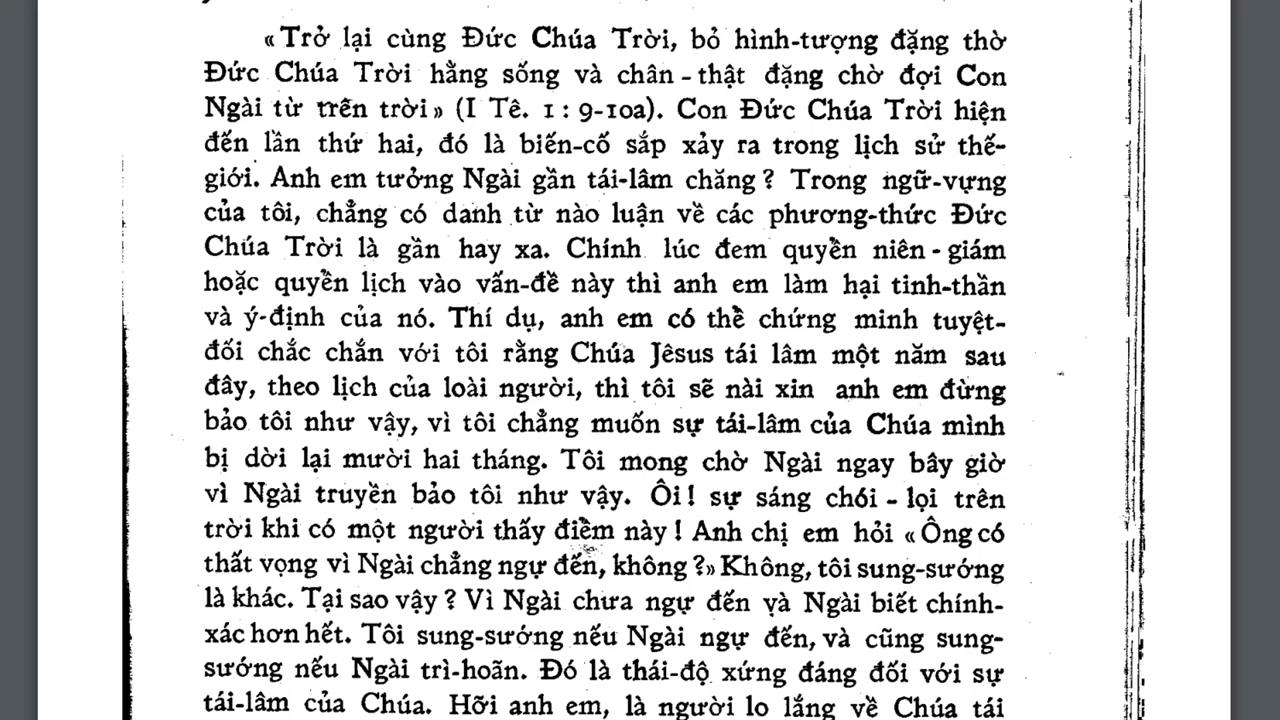 «Trở lại cùng Đức Chúa Trời, bỏ hình-tượng đặng thờ
Đức Chúa Trời hằng sống và chân-thật đặng chờ đợi Con
Ngài từ trên trời» (I Tê. 1 : 9-10a). Con Đức Chúa Trời hiện
đến lần thứ hai, đó là biến-cố sắp xảy ra trong lịch sử thế-
giới. Anh em tưởng Ngài gần tái-lâm chăng? Trong ngữ-vựng
của tôi, chẳng có danh từ nào luận về các phương-thức Đức
Chúa Trời là gần hay xa. Chính lúc đem quyển niên-giám
hoặc quyển lịch vào vấn-đề này thì anh em làm hại tinh-thần
và ý-định của nó. Thí dụ, anh em có thể chứng minh tuyệt-
đối chắc chắn với tôi rằng Chúa Jêsus tái lâm một năm sau
đây, theo lịch của loài người, thì tôi sẽ nài xin anh em đừng
bảo tôi như vậy, vì tôi chẳng muốn sự tái-lâm của Chúa mình
bị dời lại mười hai tháng. Tôi mong chờ Ngài ngay bây giờ
vì Ngài truyền bảo tôi như vậy. Ôi! sự sáng chói-lọi trên
trời khi có một người thấy điềm này! Anh chị em hỏi «Ông có
thất vọng vì Ngài chẳng ngự đến, không?» Không, tôi sung-sướng
là khác. Tại sao vậy? Vì Ngài chưa ngự đến và Ngài biết chính-
xác hơn hết. Tôi sung-sướng nếu Ngài ngự đến, và cũng sung-
sướng nếu Ngài trì-hoãn. Đó là thái-độ xứng đáng đối với sự
tái-lâm của Chúa. Hỡi anh em, là người lo lắng về Chúa tái